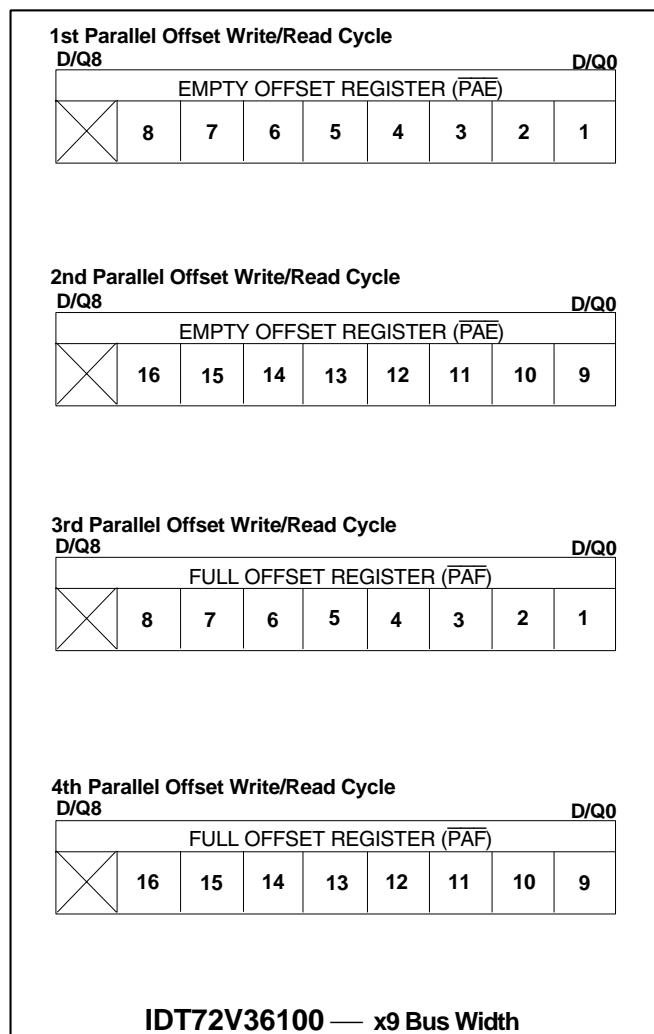 1st Parallel Offset Write/Read Cycle
D/Q8 D/Q0
EMPTY OFFSET REGISTER (PAE)
8 7 6 5 4 3 2 1
2nd Parallel Offset Write/Read Cycle
D/Q8 D/Q0
EMPTY OFFSET REGISTER (PAE)
16 15 14 13 12 11 10 9
3rd Parallel Offset Write/Read Cycle
D/Q8 D/Q0
FULL OFFSET REGISTER (PAF)
8 7 6 5 4 3 2 1
4th Parallel Offset Write/Read Cycle
D/Q8 D/Q0
FULL OFFSET REGISTER (PAF)
16 15 14 13 12 11 10 9
IDT72V36100 — x9 Bus Width